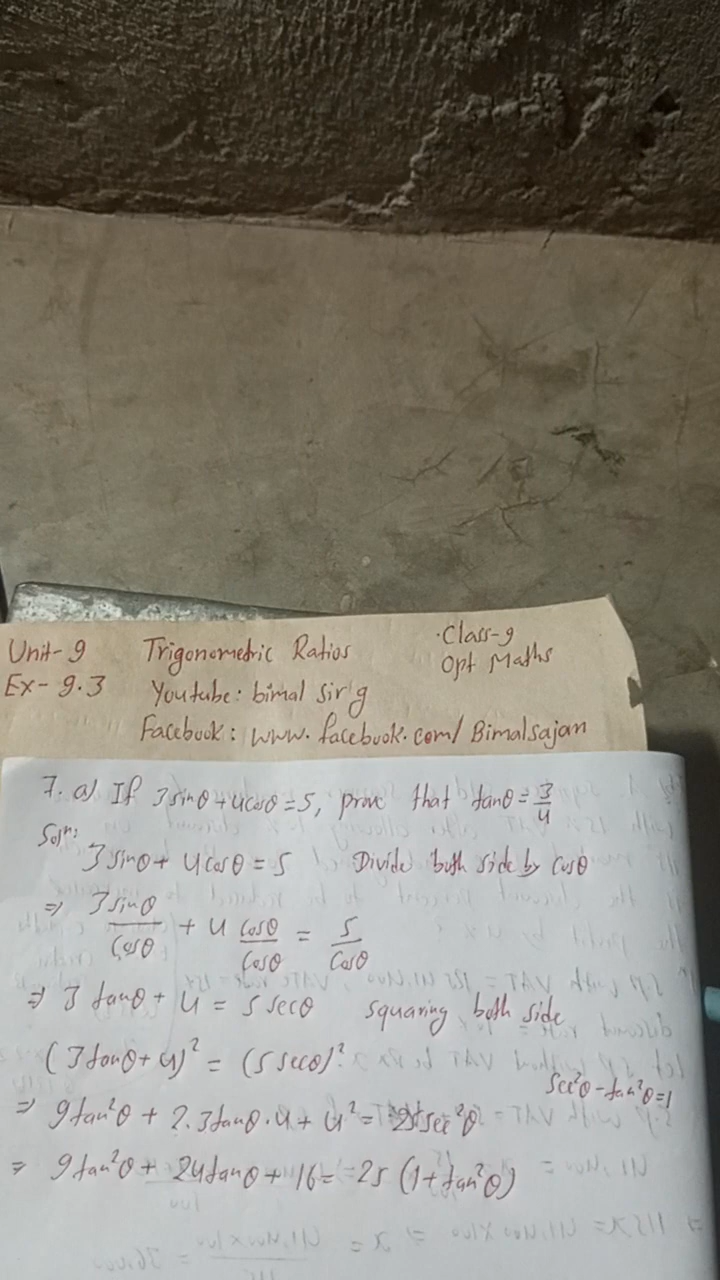 Unit-9 Trigonometric Ratios Class-9
Ex-9.3 Opt Maths
Youtube: bimal sir g
Facebook: www.facebook.com/Bimalsajan
7. a) If 3sinθ+4cosθ=5, prove that tanθ=3/4
Solⁿ:
3sinθ+4cosθ=5 Divide both side by cosθ
⇒ 3sinθ/cosθ + 4 cosθ/cosθ = 5/cosθ
⇒ 3tanθ+4=5secθ squaring both side
(3tanθ+4)²=(5secθ)²
sec²θ-tan²θ=1
⇒ 9tan²θ+2.3tanθ.4+4²=25sec²θ
⇒ 9tan²θ+24tanθ+16=25(1+tan²θ)